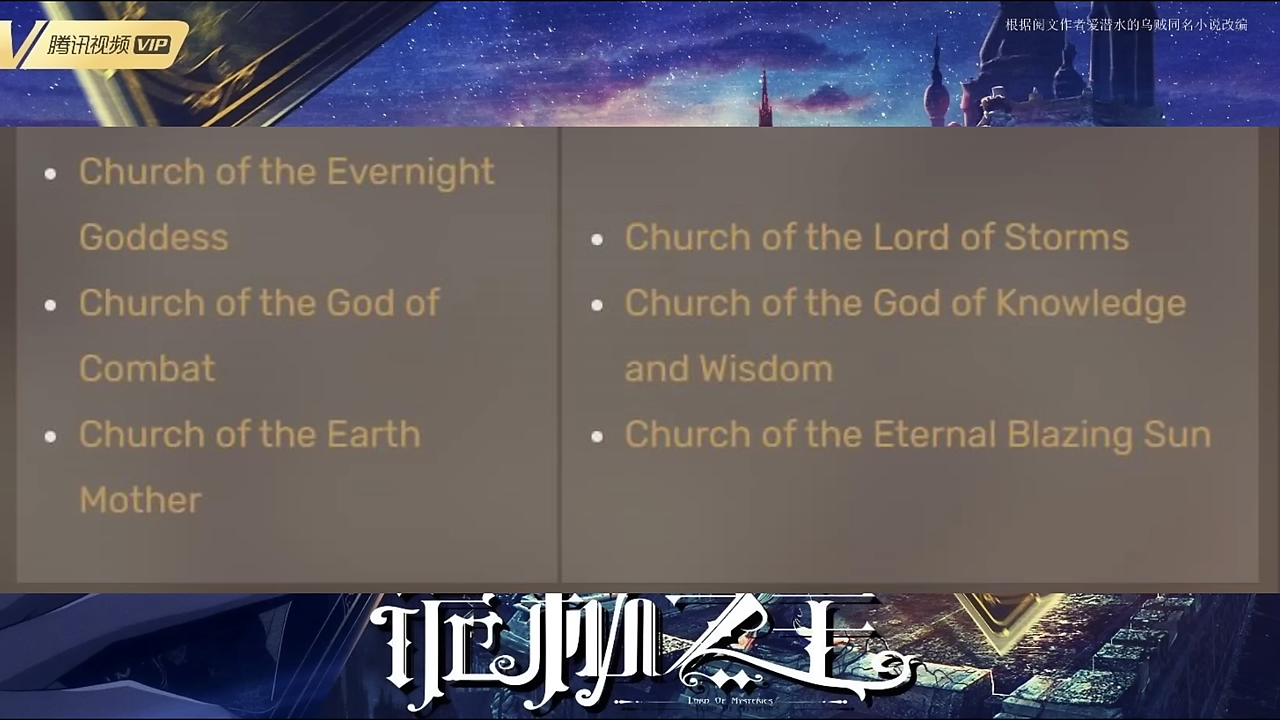 腾讯视频 VIP
根据阅文作者爱潜水的乌贼同名小说改编
Church of the Evernight
Goddess
Church of the God of
Combat
Church of the Earth
Mother
Church of the Lord of Storms
Church of the God of Knowledge
and Wisdom
Church of the Eternal Blazing Sun
诡秘之主
Lord Of Mysteries